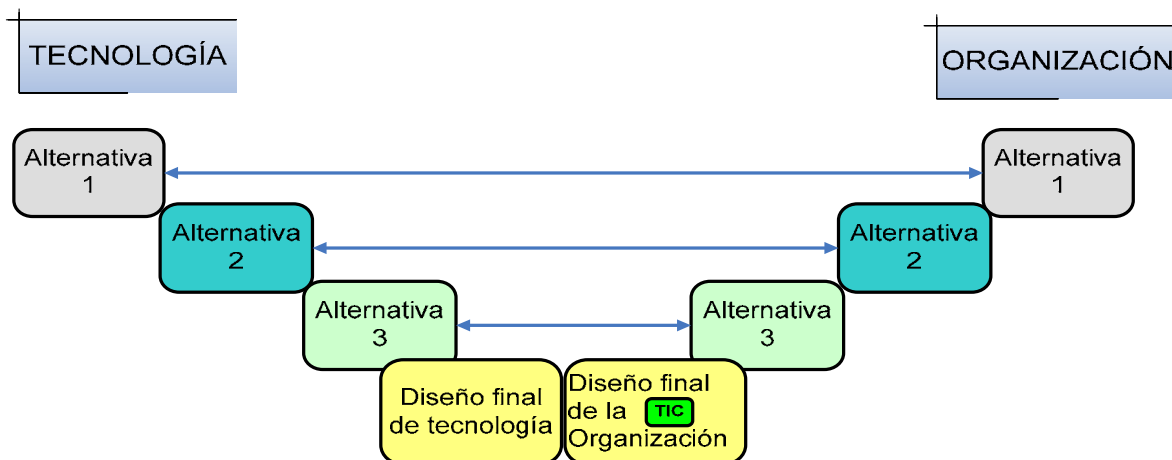 TECNOLOGÍA
ORGANIZACIÓN
Alternativa
1
Alternativa
1
Alternativa
2
Alternativa
2
Alternativa
3
Alternativa
3
Diseño final
de tecnología
Diseño final
de la TIC
Organización